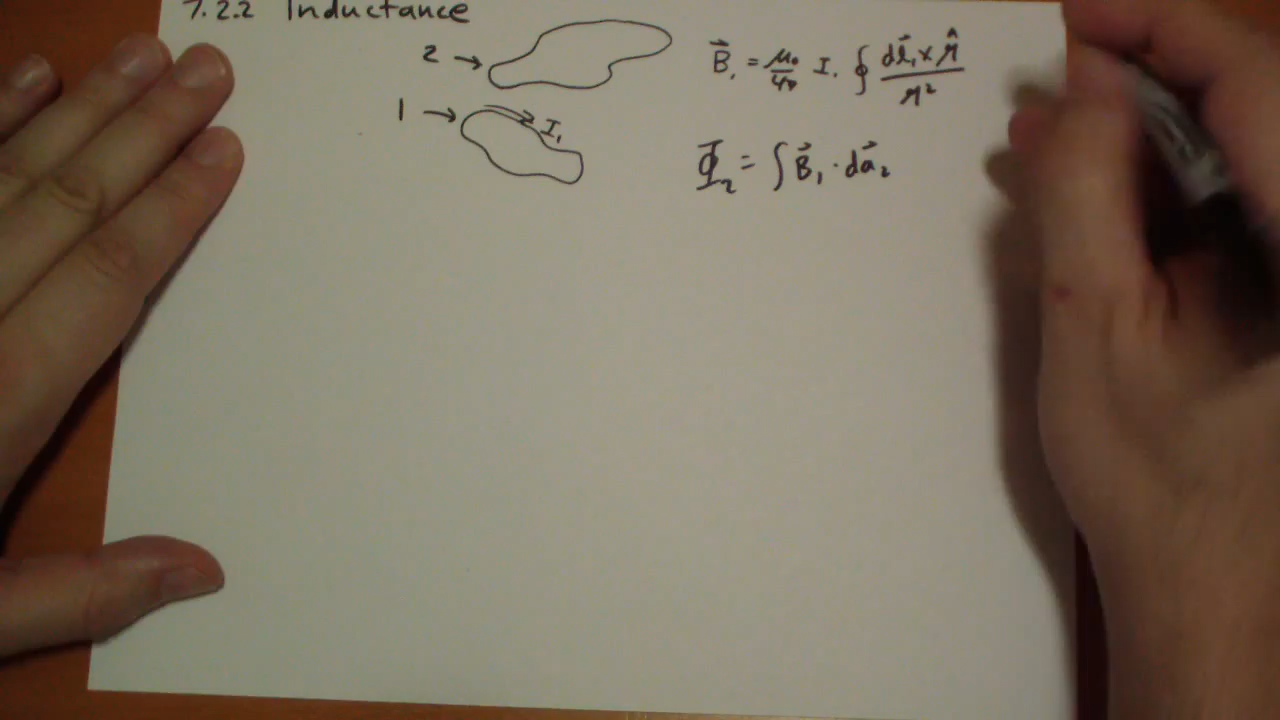 7.2.2 Inductance
2 →
B⃗₁ = μ₀/4π I₁ ∮ dl⃗₁ × 𝓇̂ / 𝓇²
1 → I₁
Φ₂ = ∫ B⃗₁ · da⃗₂